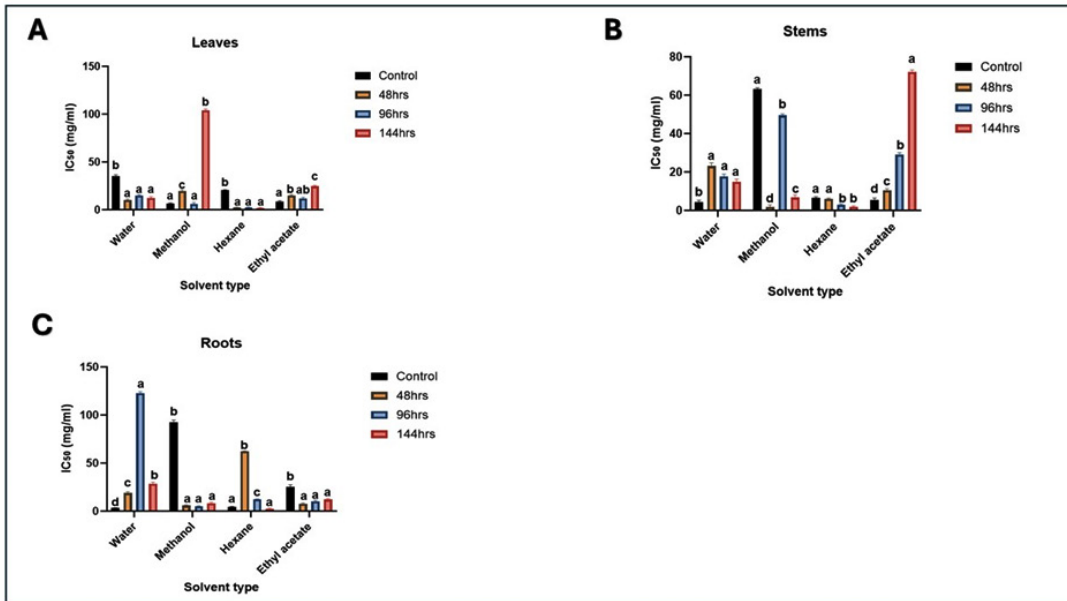 A
Leaves
150
100
50
0
IC50 (mg/ml)
b a a a
a c a b
b a a a
a b ab c
Water
Methanol
Hexane
Ethyl acetate
Solvent type
Control
48hrs
96hrs
144hrs
B
Stems
80
60
40
20
0
IC50 (mg/ml)
b a a a
a d b c
a a b b
d c b a
Water
Methanol
Hexane
Ethyl acetate
Solvent type
Control
48hrs
96hrs
144hrs
C
Roots
150
100
50
0
IC50 (mg/ml)
d c a b
b a a a
a b c a
b a a a
Water
Methanol
Hexane
Ethyl acetate
Solvent type
Control
48hrs
96hrs
144hrs